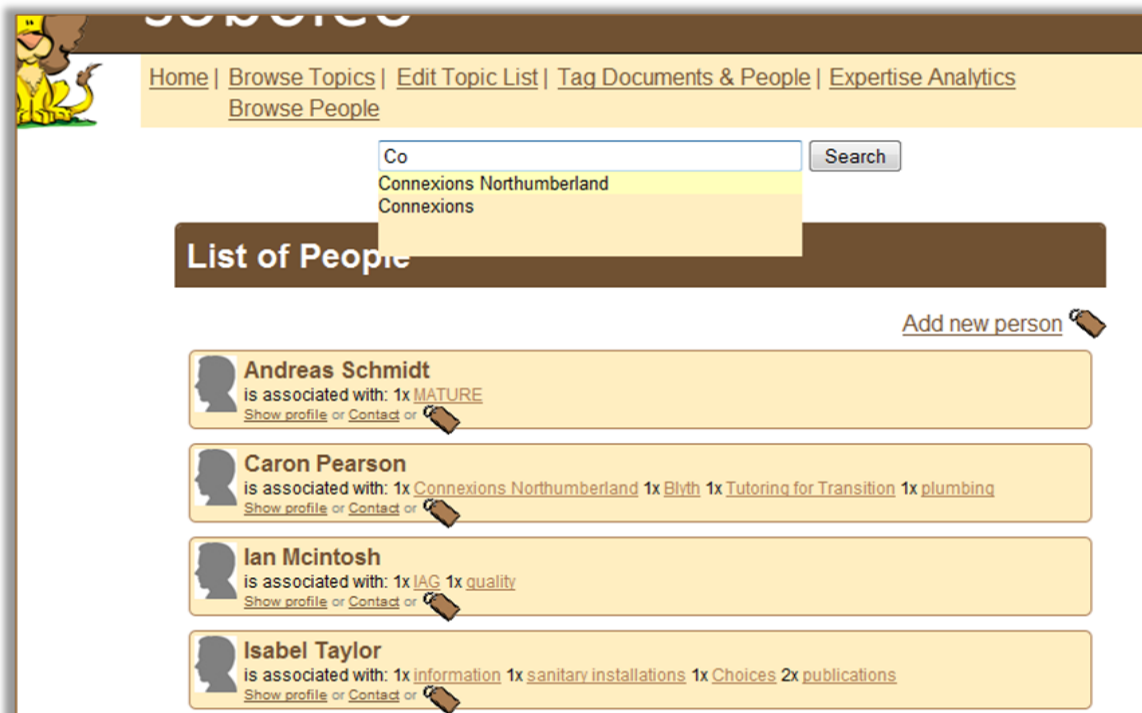 soboleo
Home | Browse Topics | Edit Topic List | Tag Documents & People | Expertise Analytics
Browse People
Co
Search
Connexions Northumberland
Connexions
List of People
Add new person
Andreas Schmidt
is associated with: 1x MATURE
Show profile or Contact or
Caron Pearson
is associated with: 1x Connexions Northumberland 1x Blyth 1x Tutoring for Transition 1x plumbing
Show profile or Contact or
Ian Mcintosh
is associated with: 1x IAG 1x quality
Show profile or Contact or
Isabel Taylor
is associated with: 1x information 1x sanitary installations 1x Choices 2x publications
Show profile or Contact or